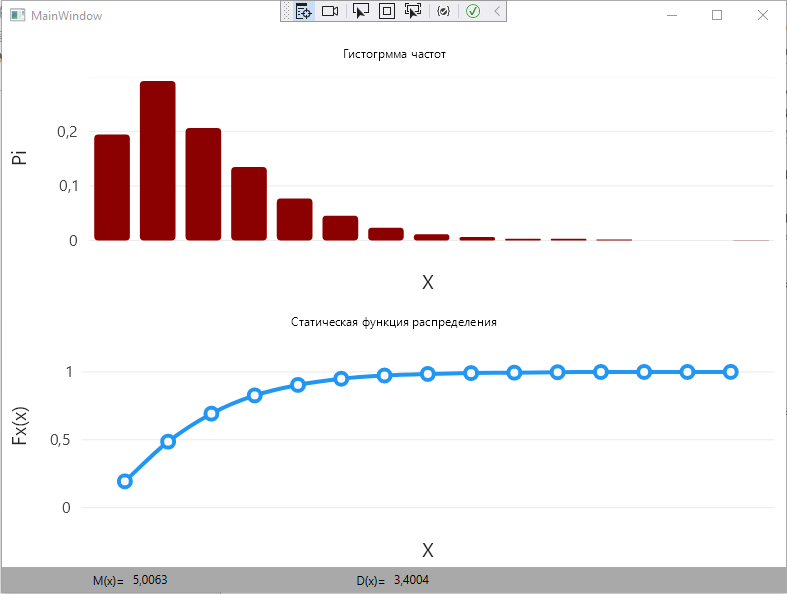 MainWindow
Гистогрмма частот
Pi
0,2
0,1
0
X
Статическая функция распределения
Fx(x)
1
0,5
0
X
M(x)= 5,0063 D(x)= 3,4004